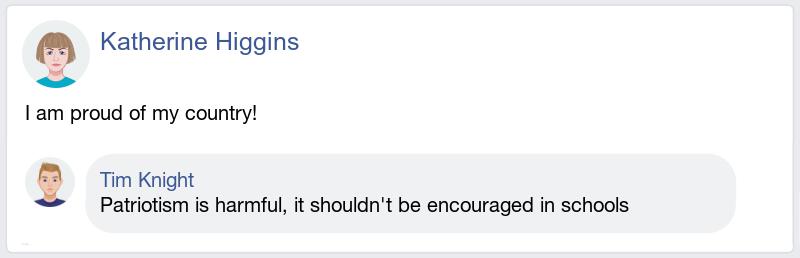 Katherine Higgins
I am proud of my country!
Tim Knight
Patriotism is harmful, it shouldn't be encouraged in schools